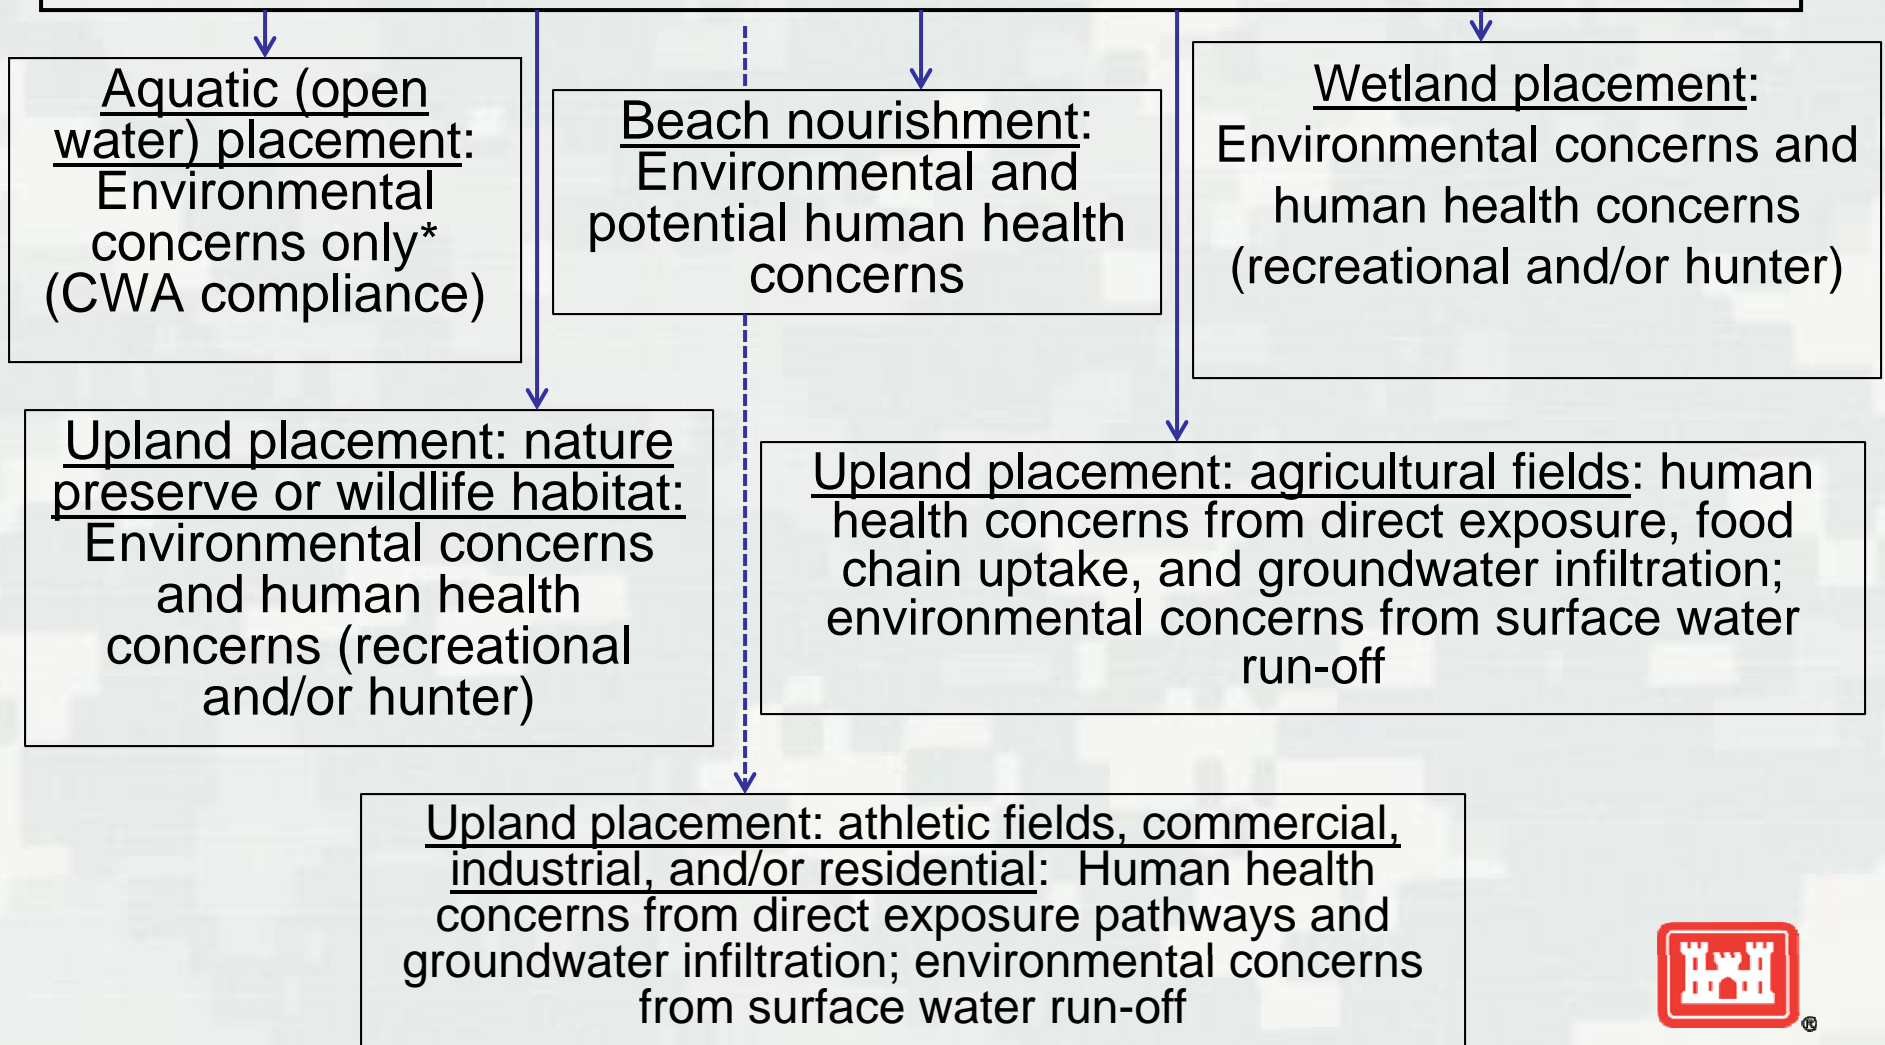 Aquatic (open
water) placement:
Environmental
concerns only*
(CWA compliance)
Beach nourishment:
Environmental and
potential human health
concerns
Wetland placement:
Environmental concerns and
human health concerns
(recreational and/or hunter)
Upland placement: nature
preserve or wildlife habitat:
Environmental concerns
and human health
concerns (recreational
and/or hunter)
Upland placement: agricultural fields: human
health concerns from direct exposure, food
chain uptake, and groundwater infiltration;
environmental concerns from surface water
run-off
Upland placement: athletic fields, commercial,
industrial, and/or residential:  Human health
concerns from direct exposure pathways and
groundwater infiltration; environmental concerns
from surface water run-off
®